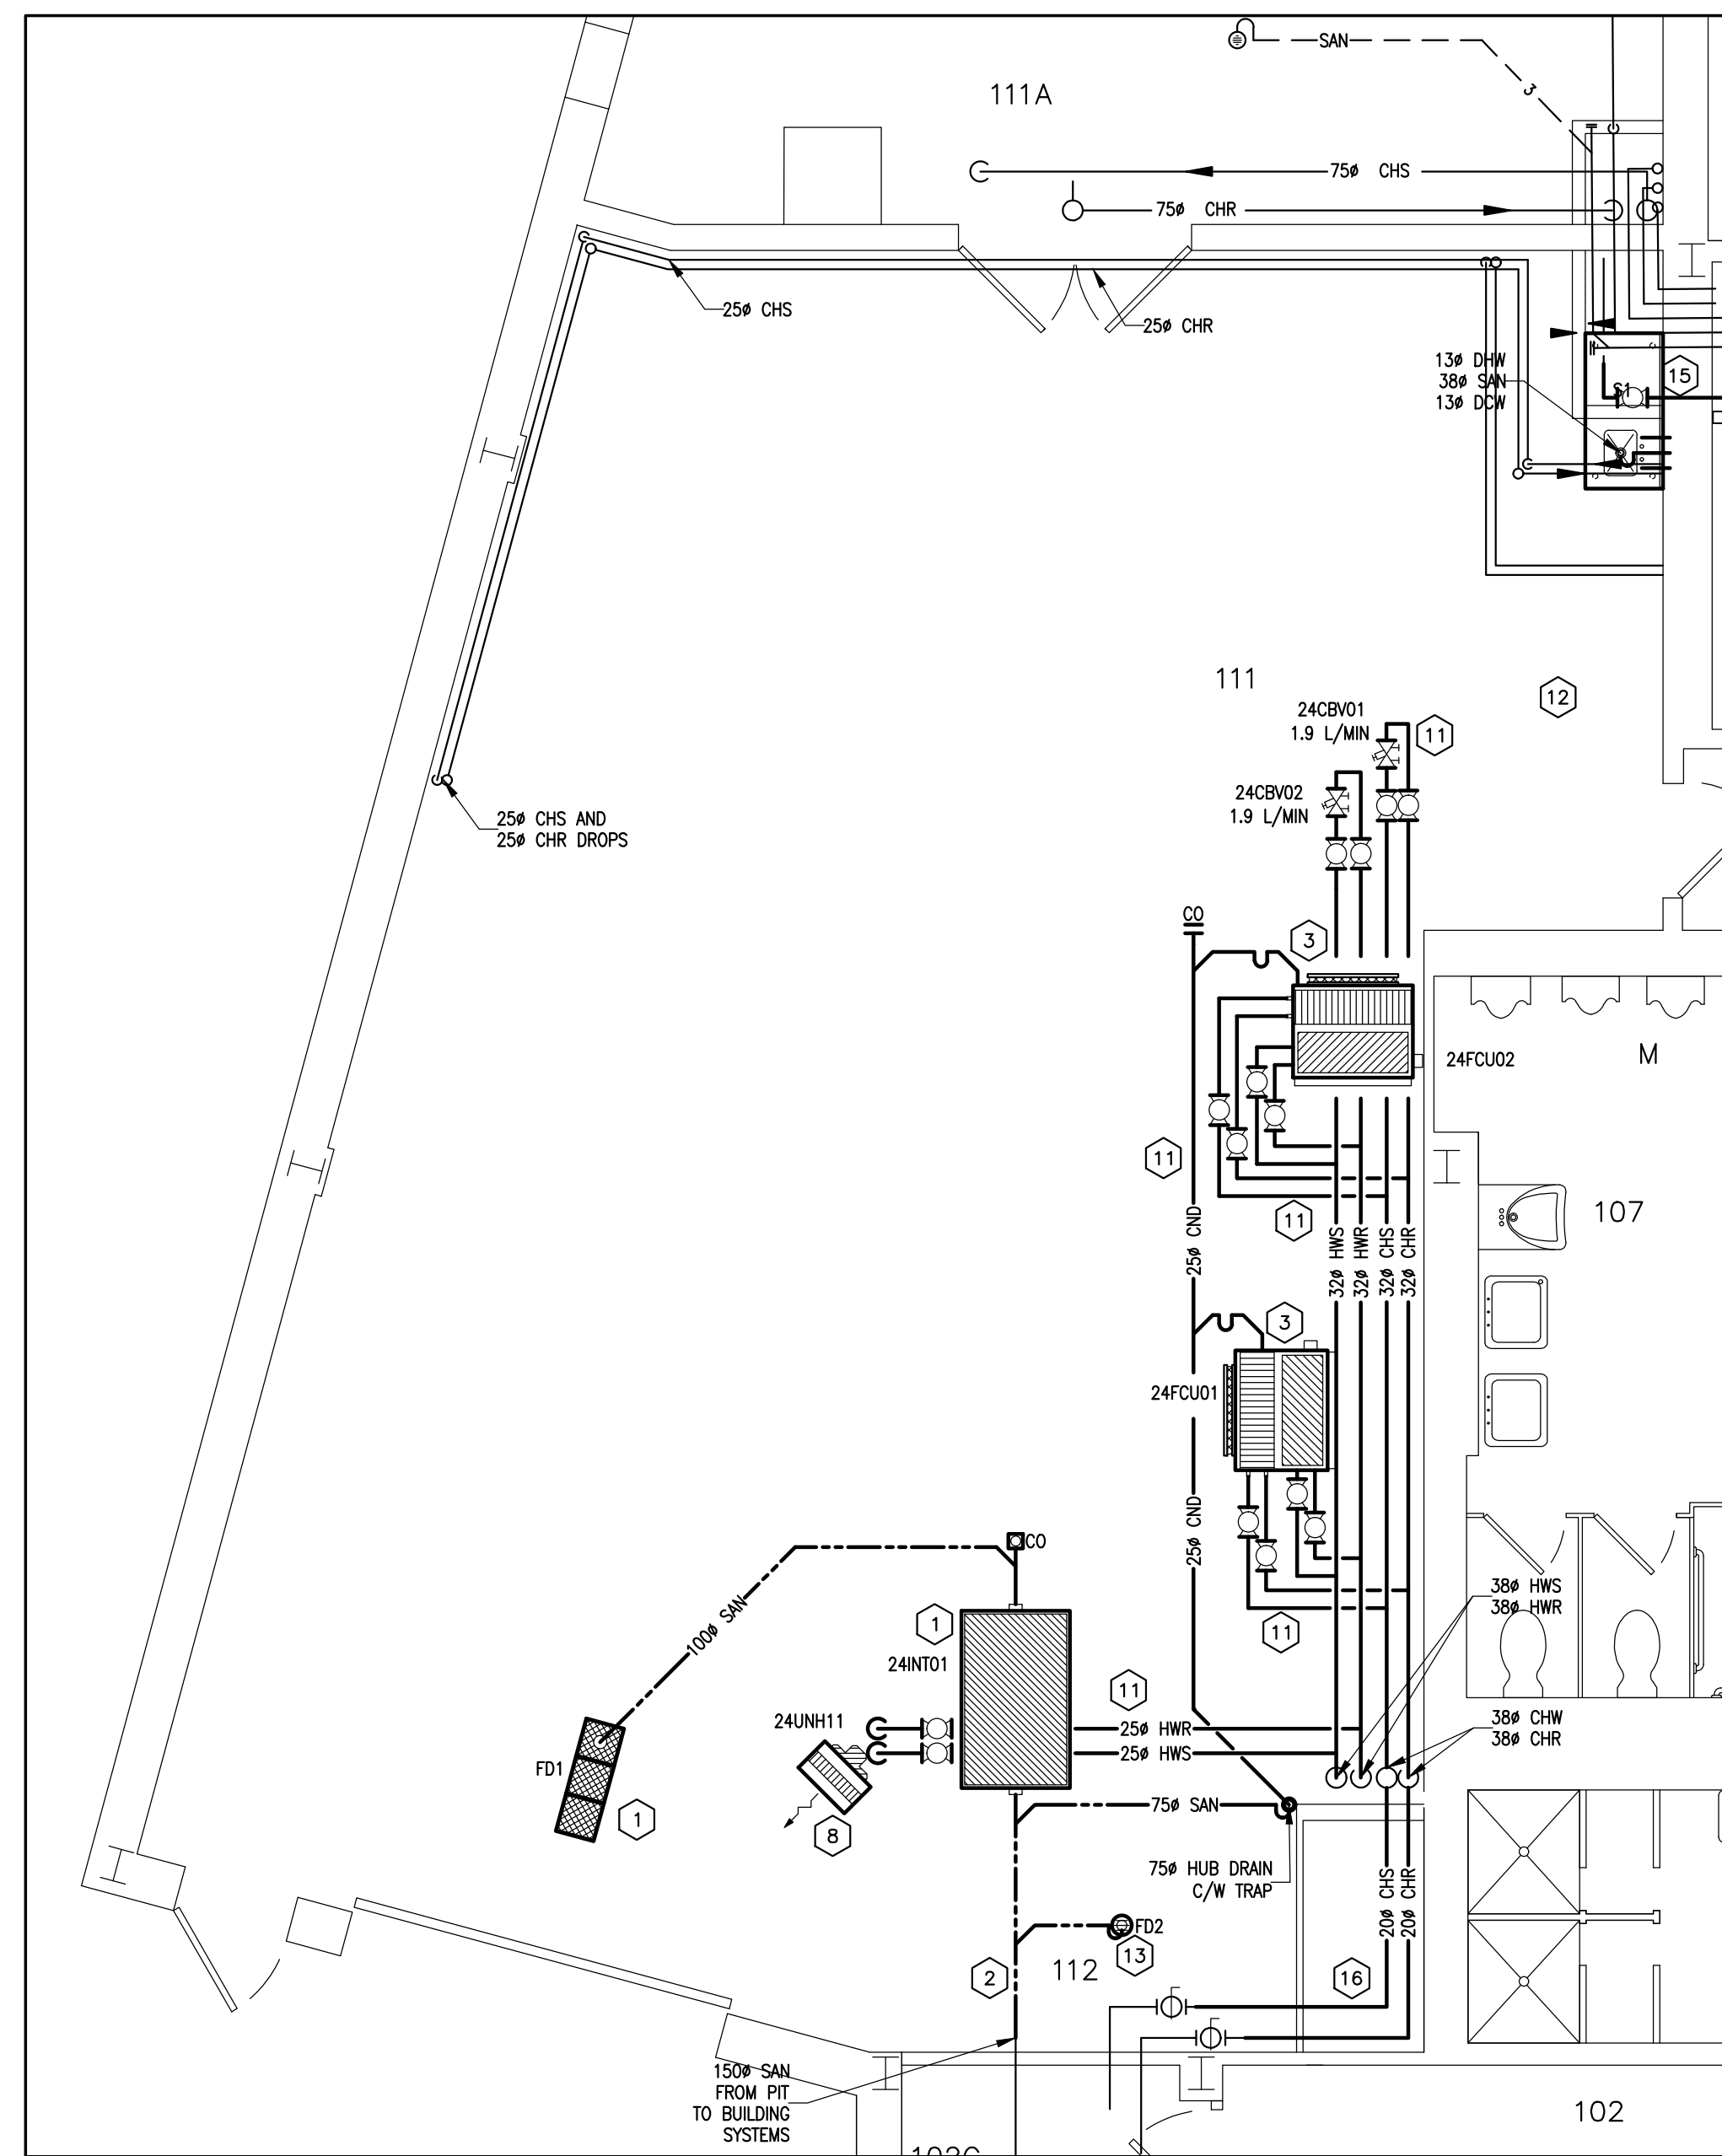 SAN
3
111A
75ø CHS
75ø CHR
25ø CHS
25ø CHR
13ø DHW
38ø SAN
13ø DCW
S1
15
111
12
24CBV01
1.9 L/MIN
11
24CBV02
1.9 L/MIN
25ø CHS AND
25ø CHR DROPS
CO
3
24FCU02
M
11
107
11
25ø CND
32ø HWS
32ø HWR
32ø CHS
32ø CHR
3
24FCU01
25ø CND
CO
100ø SAN
1
24INT01
11
38ø HWS
38ø HWR
11
24UNH11
25ø HWR
25ø HWS
38ø CHW
38ø CHR
FD1
1
8
75ø SAN
75ø HUB DRAIN
C/W TRAP
20ø CHS
20ø CHR
FD2
13
2
112
16
150ø SAN
FROM PIT
TO BUILDING
SYSTEMS
102